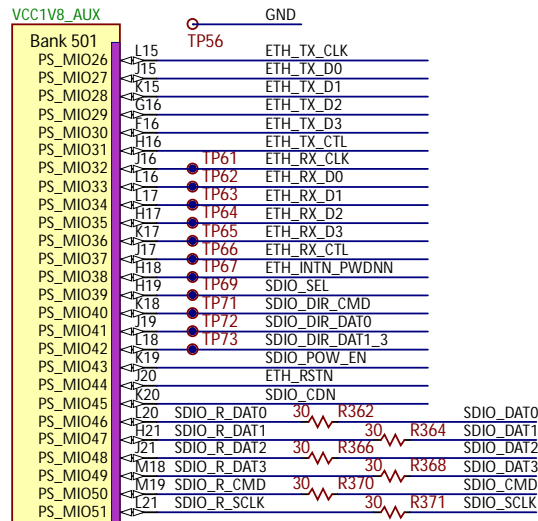 VCC1V8_AUX GND
TP56
Bank 501
PS_MIO26 L15 ETH_TX_CLK
PS_MIO27 J15 ETH_TX_D0
PS_MIO28 K15 ETH_TX_D1
PS_MIO29 G16 ETH_TX_D2
PS_MIO30 F16 ETH_TX_D3
PS_MIO31 H16 ETH_TX_CTL
PS_MIO32 J16 TP61 ETH_RX_CLK
PS_MIO33 L16 TP62 ETH_RX_D0
PS_MIO34 L17 TP63 ETH_RX_D1
PS_MIO35 H17 TP64 ETH_RX_D2
PS_MIO36 K17 TP65 ETH_RX_D3
PS_MIO37 J17 TP66 ETH_RX_CTL
PS_MIO38 H18 TP67 ETH_INTN_PWDNN
PS_MIO39 H19 TP69 SDIO_SEL
PS_MIO40 K18 TP71 SDIO_DIR_CMD
PS_MIO41 J19 TP72 SDIO_DIR_DAT0
PS_MIO42 L18 TP73 SDIO_DIR_DAT1_3
PS_MIO43 K19 SDIO_POW_EN
PS_MIO44 J20 ETH_RSTN
PS_MIO45 K20 SDIO_CDN
PS_MIO46 L20 SDIO_R_DAT0 30 R362 SDIO_DAT0
PS_MIO47 H21 SDIO_R_DAT1 30 R364 SDIO_DAT1
PS_MIO48 J21 SDIO_R_DAT2 30 R366 SDIO_DAT2
PS_MIO49 M18 SDIO_R_DAT3 30 R368 SDIO_DAT3
PS_MIO50 M19 SDIO_R_CMD 30 R370 SDIO_CMD
PS_MIO51 L21 SDIO_R_SCLK 30 R371 SDIO_SCLK